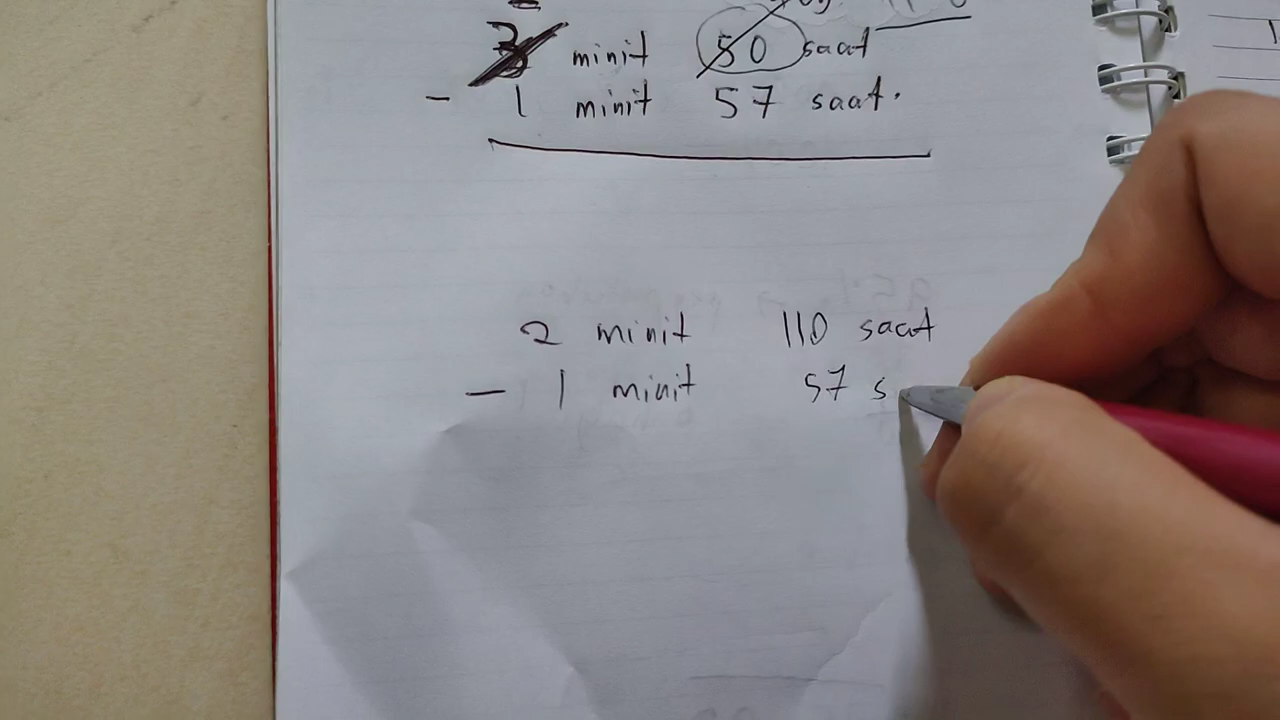 3 minit 50 saat
- 1 minit 57 saat.
2 minit 110 saat
- 1 minit 57 s